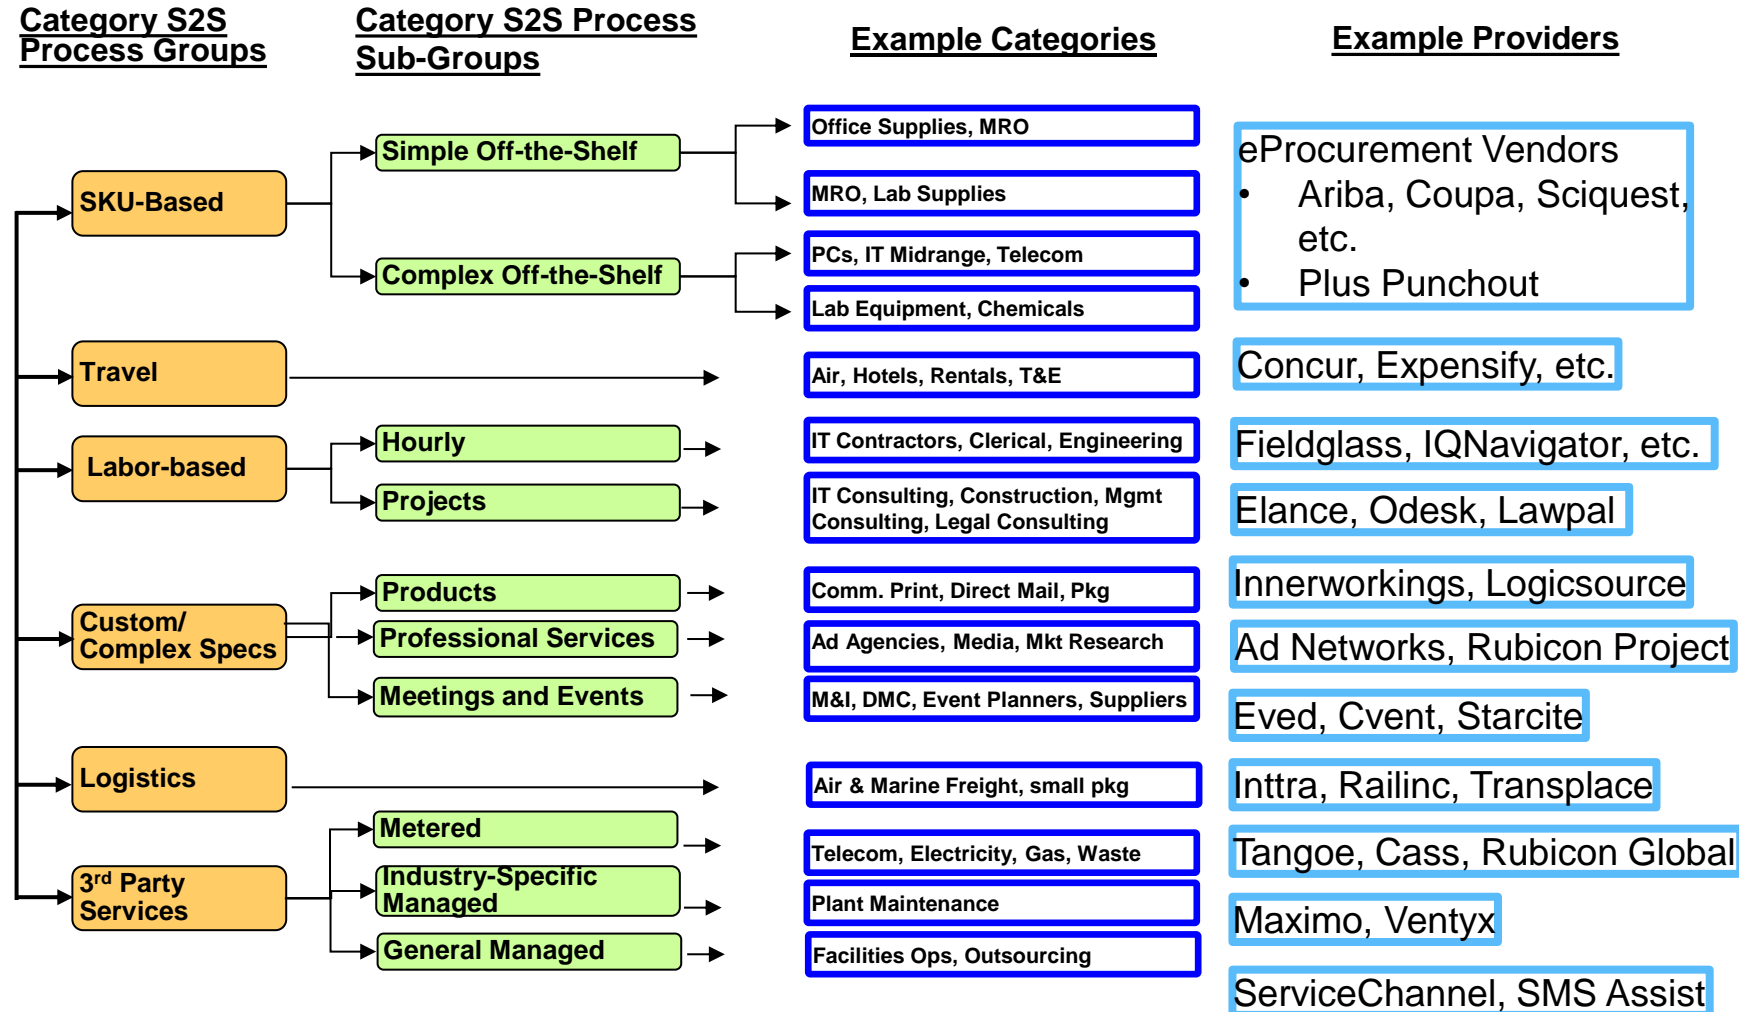 Category S2S
Process Groups
Category S2S Process
Sub-Groups
Example Categories
Example Providers
SKU-Based
Simple Off-the-Shelf
Complex Off-the-Shelf
Office Supplies, MRO
MRO, Lab Supplies
PCs, IT Midrange, Telecom
Lab Equipment, Chemicals
eProcurement Vendors
• Ariba, Coupa, Sciquest,
etc.
• Plus Punchout
Travel
Air, Hotels, Rentals, T&E
Concur, Expensify, etc.
Labor-based
Hourly
IT Contractors, Clerical, Engineering
Fieldglass, IQNavigator, etc.
Projects
IT Consulting, Construction, Mgmt
Consulting, Legal Consulting
Elance, Odesk, Lawpal
Custom/
Complex Specs
Products
Comm. Print, Direct Mail, Pkg
Innerworkings, Logicsource
Professional Services
Ad Agencies, Media, Mkt Research
Ad Networks, Rubicon Project
Meetings and Events
M&I, DMC, Event Planners, Suppliers
Eved, Cvent, Starcite
Logistics
Air & Marine Freight, small pkg
Inttra, Railinc, Transplace
3rd Party
Services
Metered
Telecom, Electricity, Gas, Waste
Tangoe, Cass, Rubicon Global
Industry-Specific
Managed
Plant Maintenance
Maximo, Ventyx
General Managed
Facilities Ops, Outsourcing
ServiceChannel, SMS Assist